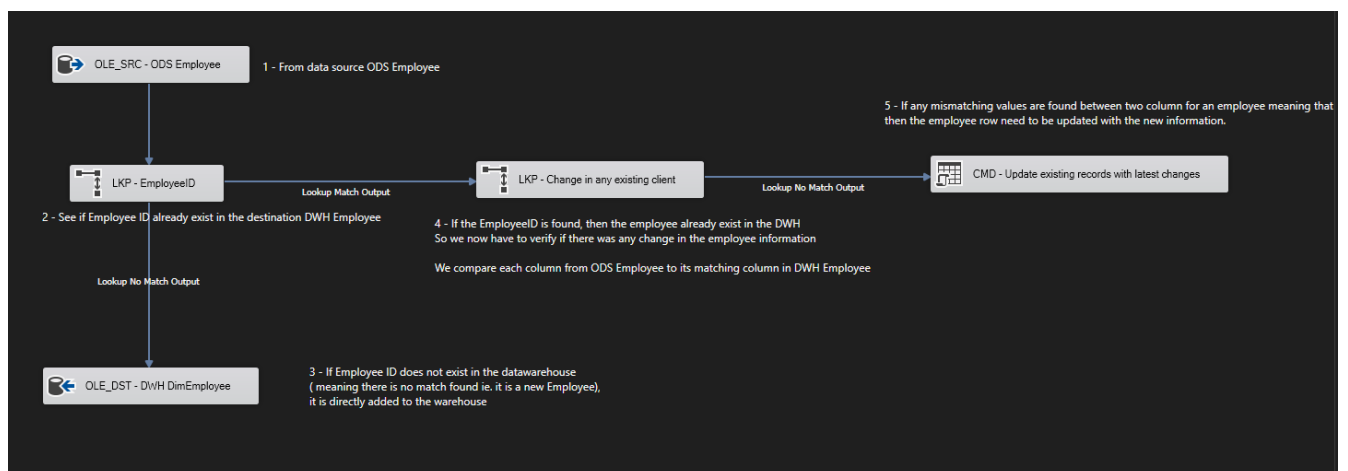 OLE_SRC - ODS Employee
1 - From data source ODS Employee
5 - If any mismatching values are found between two column for an employee meaning that
then the employee row need to be updated with the new information.
LKP - EmployeeID
Lookup Match Output
LKP - Change in any existing client
Lookup No Match Output
CMD - Update existing records with latest changes
2 - See if Employee ID already exist in the destination DWH Employee
4 - If the EmployeeID is found, then the employee already exist in the DWH
So we now have to verify if there was any change in the employee information
We compare each column from ODS Employee to its matching column in DWH Employee
Lookup No Match Output
OLE_DST - DWH DimEmployee
3 - If Employee ID does not exist in the datawarehouse
( meaning there is no match found ie. it is a new Employee),
it is directly added to the warehouse